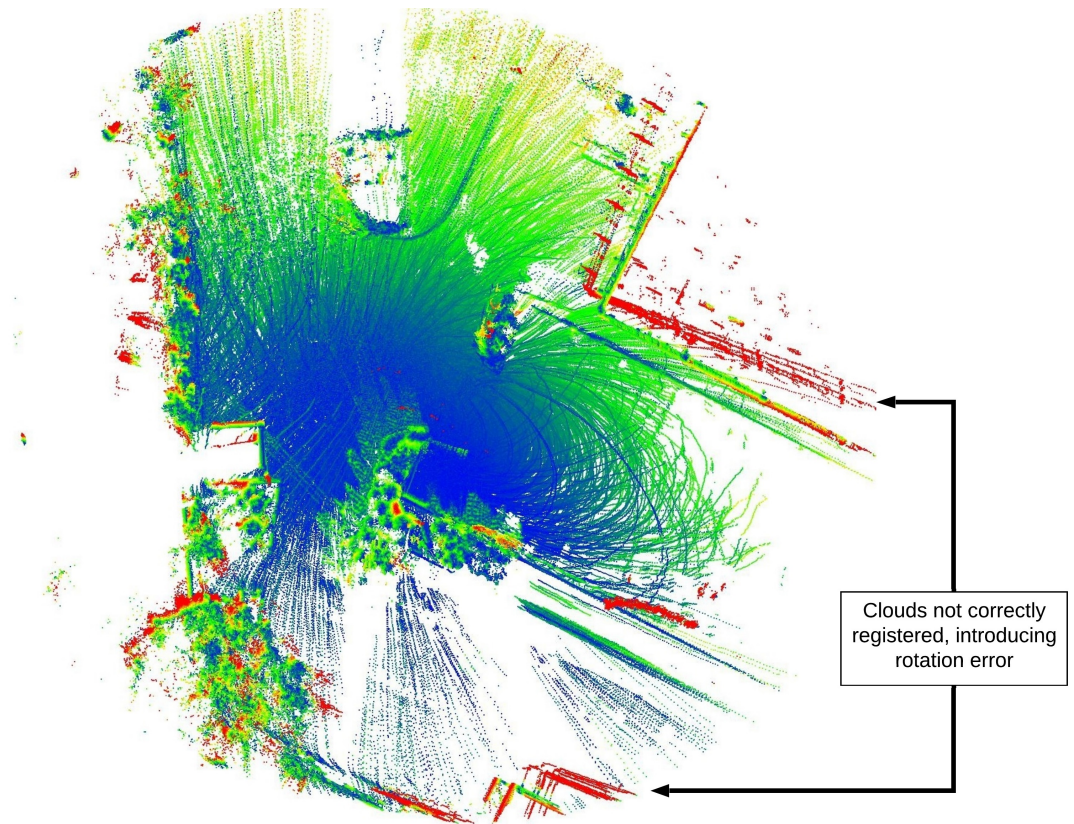 Clouds not correctly
registered, introducing
rotation error